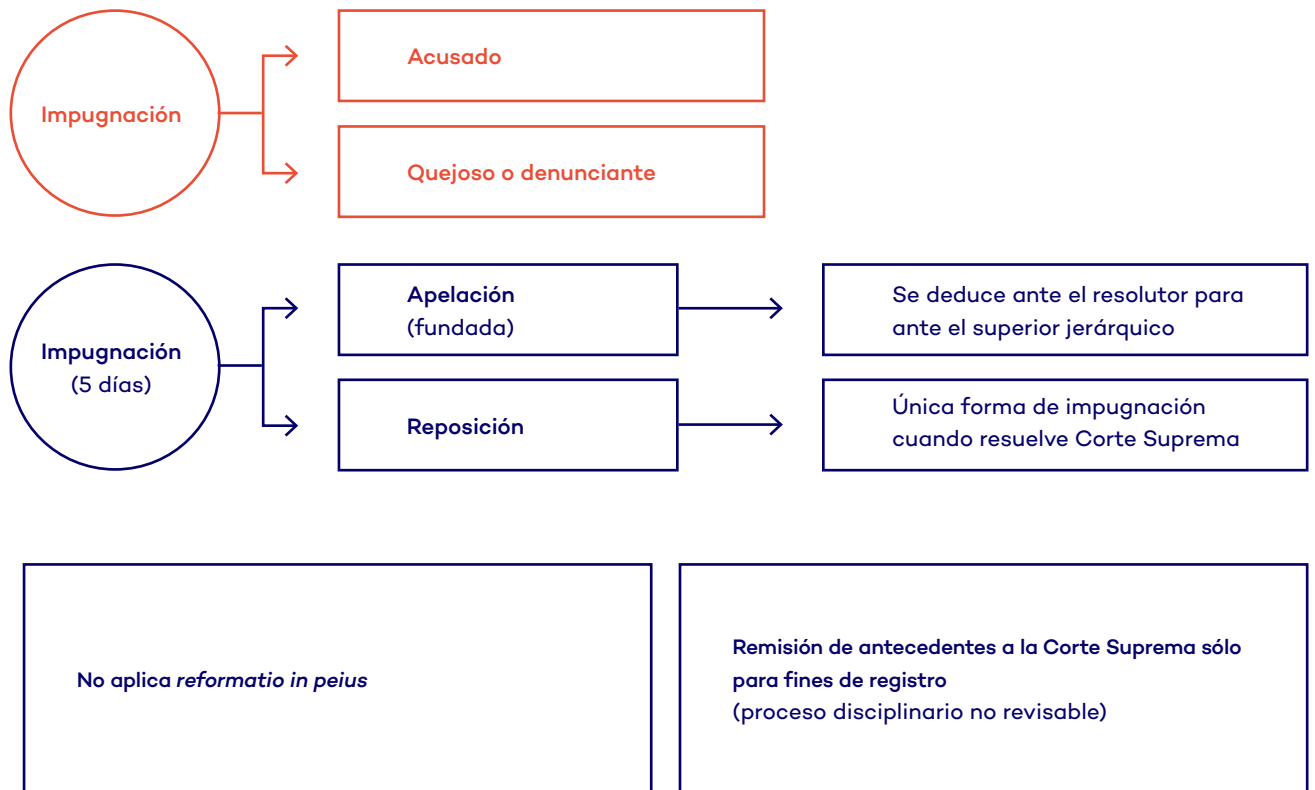 Impugnación
Acusado
Quejoso o denunciante
Impugnación
(5 días)
Apelación
(fundada)
Se deduce ante el resolutor para
ante el superior jerárquico
Reposición
Única forma de impugnación
cuando resuelve Corte Suprema
No aplica reformatio in peius
Remisión de antecedentes a la Corte Suprema sólo
para fines de registro
(proceso disciplinario no revisable)